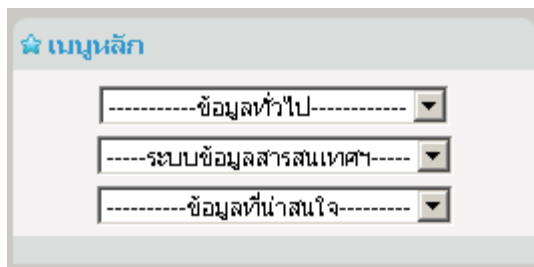 เมนูหลัก
-----------ข้อมูลทั่วไป------------
-----ระบบข้อมูลสารสนเทศฯ-----
----------ข้อมูลที่น่าสนใจ---------